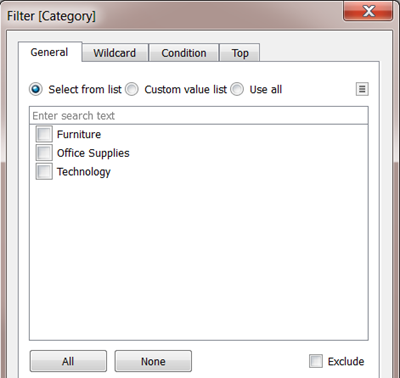 Filter [Category]
General Wildcard Condition Top
Select from list Custom value list Use all
Enter search text
Furniture
Office Supplies
Technology
All None Exclude